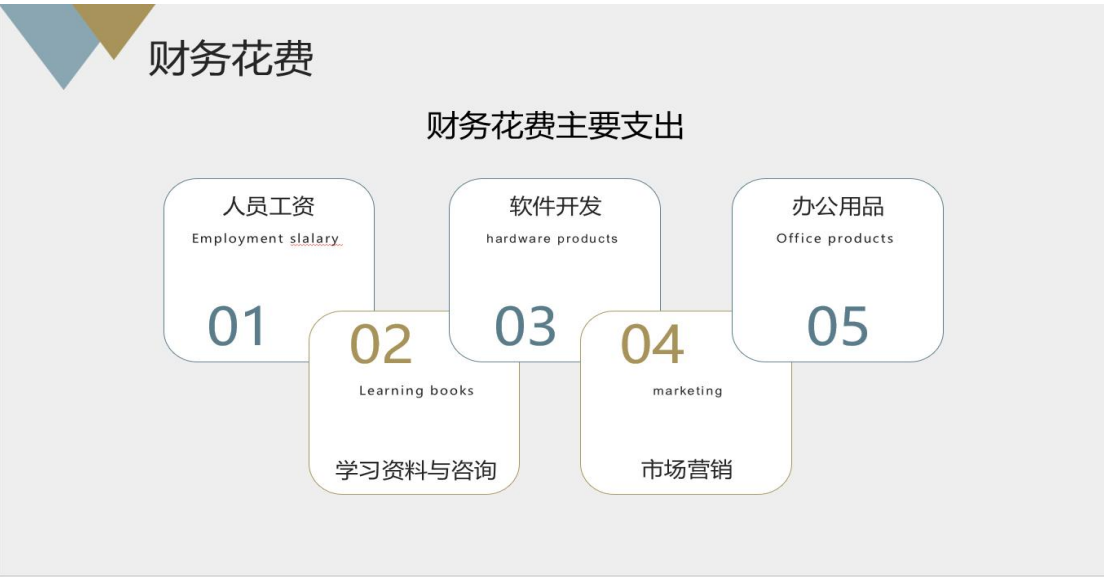 财务花费
财务花费主要支出
人员工资
Employment slalary
01
02
Learning books
学习资料与咨询
软件开发
hardware products
03
04
marketing
市场营销
办公用品
Office products
05